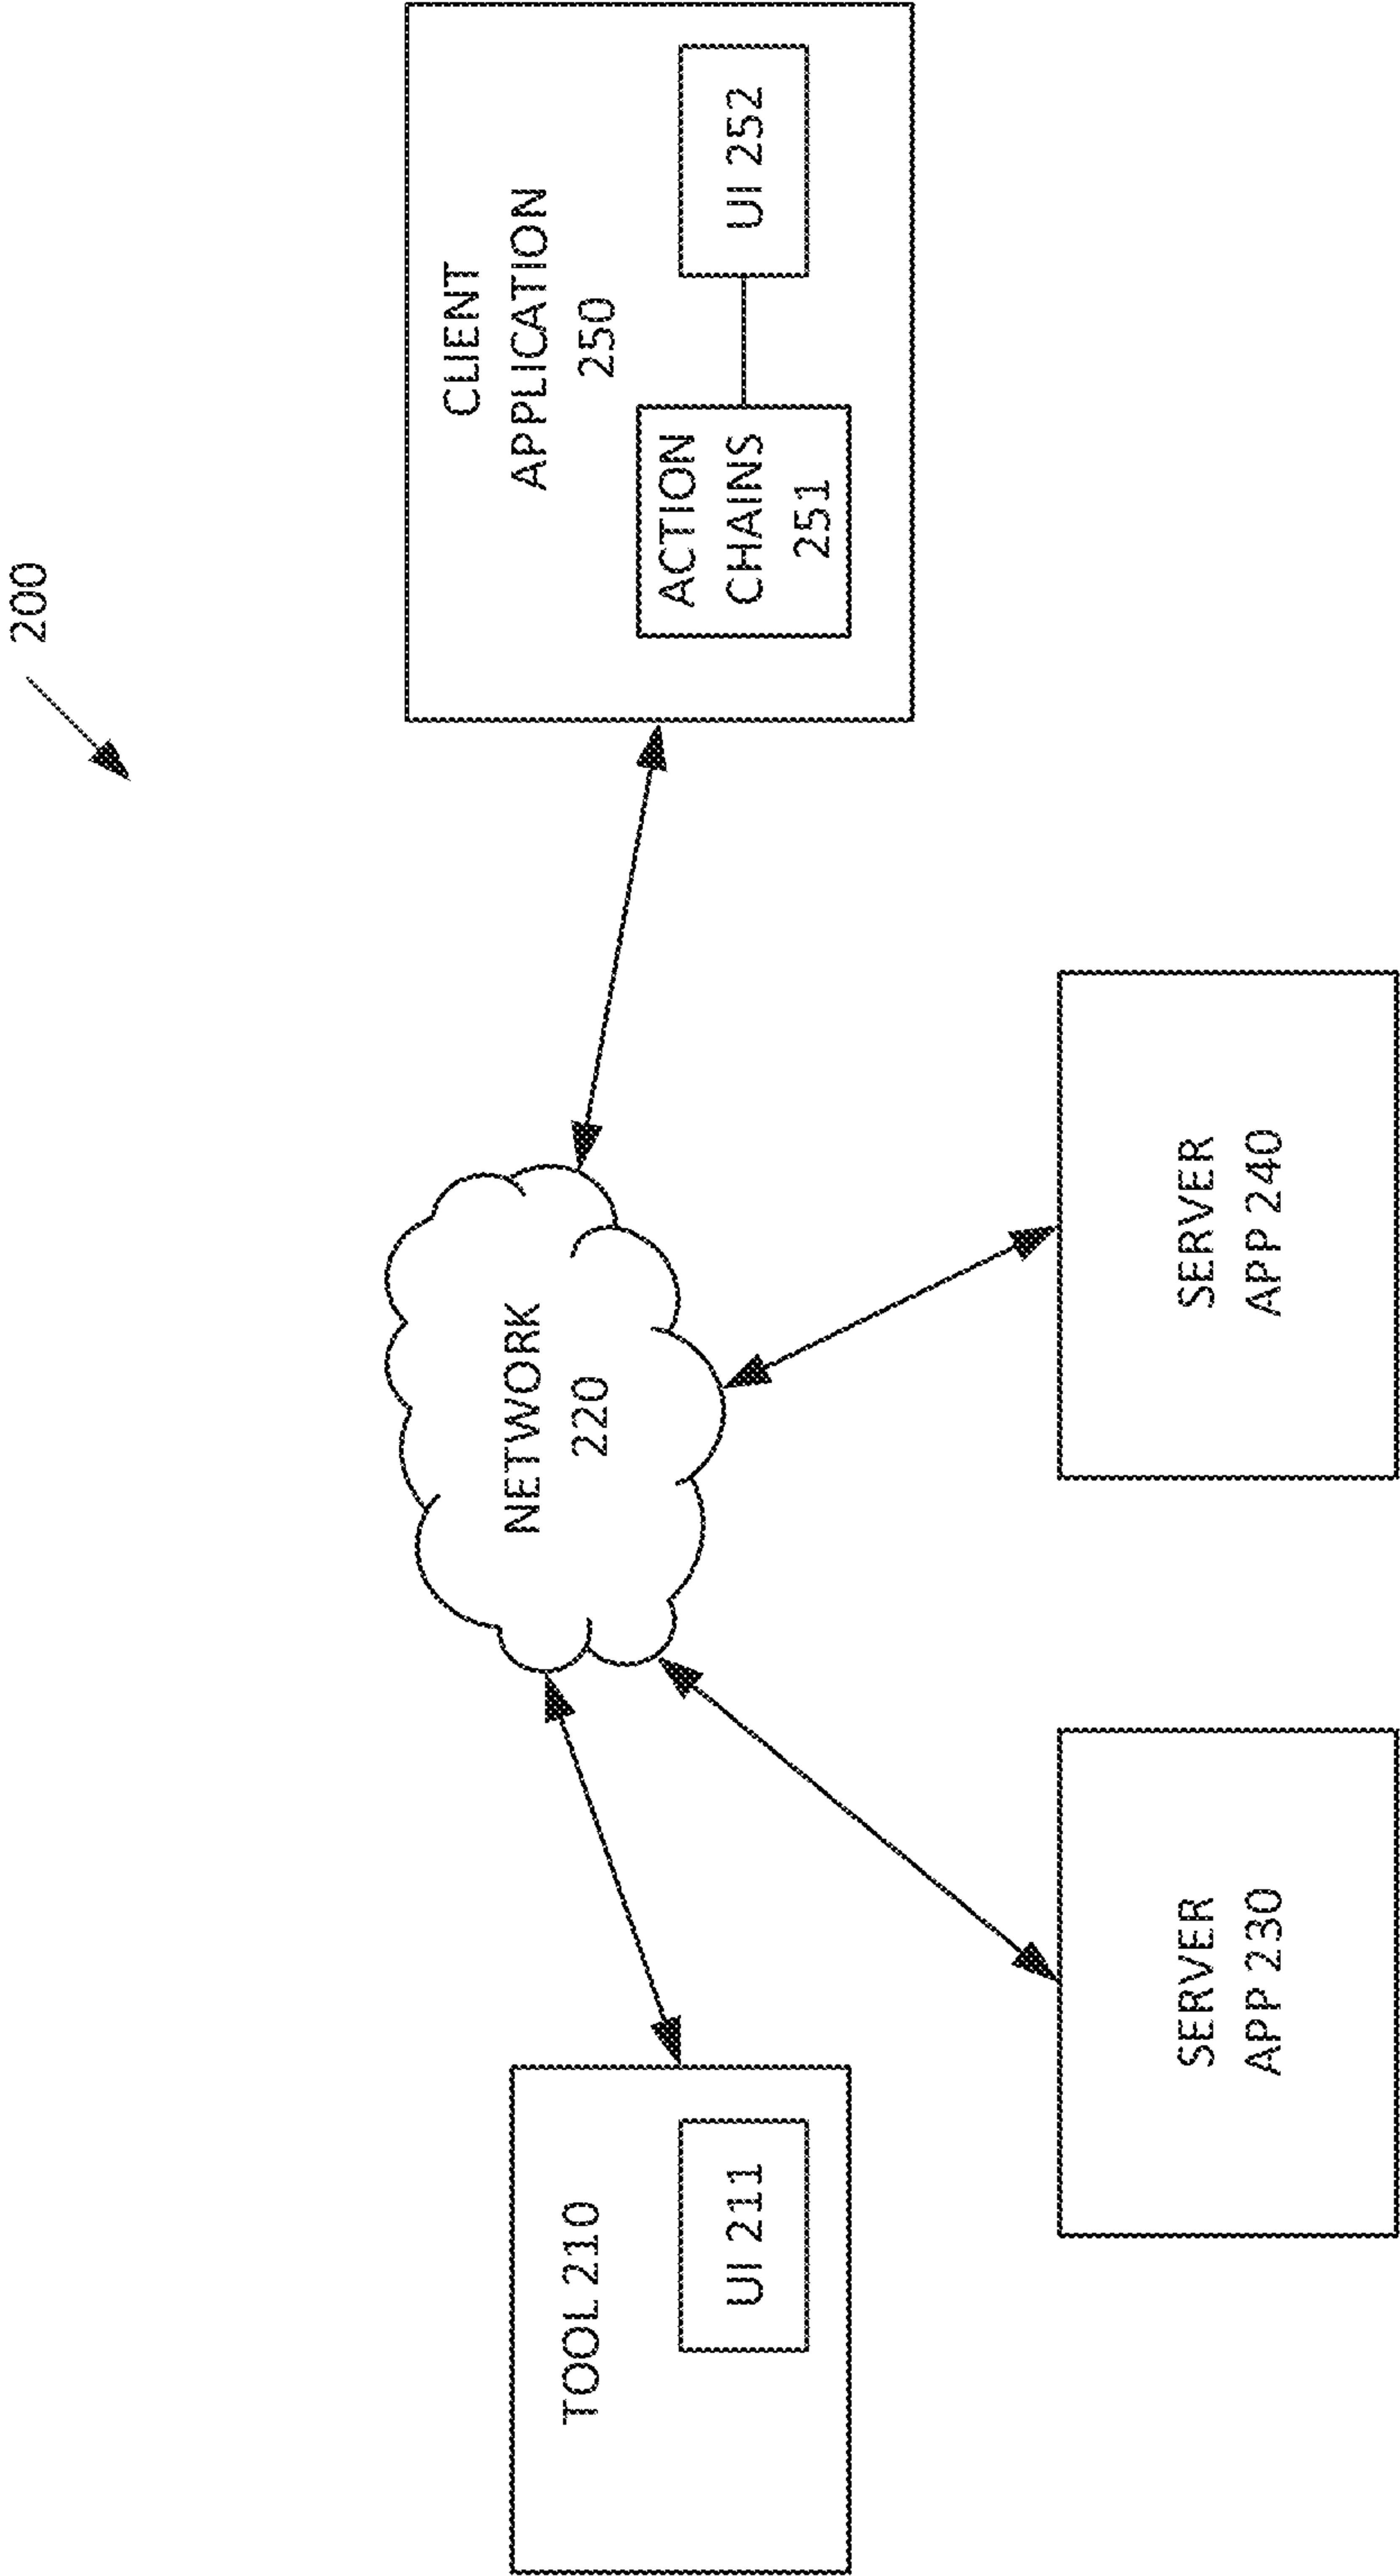 200
TOOL 210
UI 211
NETWORK
220
CLIENT
APPLICATION
250
ACTION
CHAINS
251
UI 252
SERVER
APP 230
SERVER
APP 240